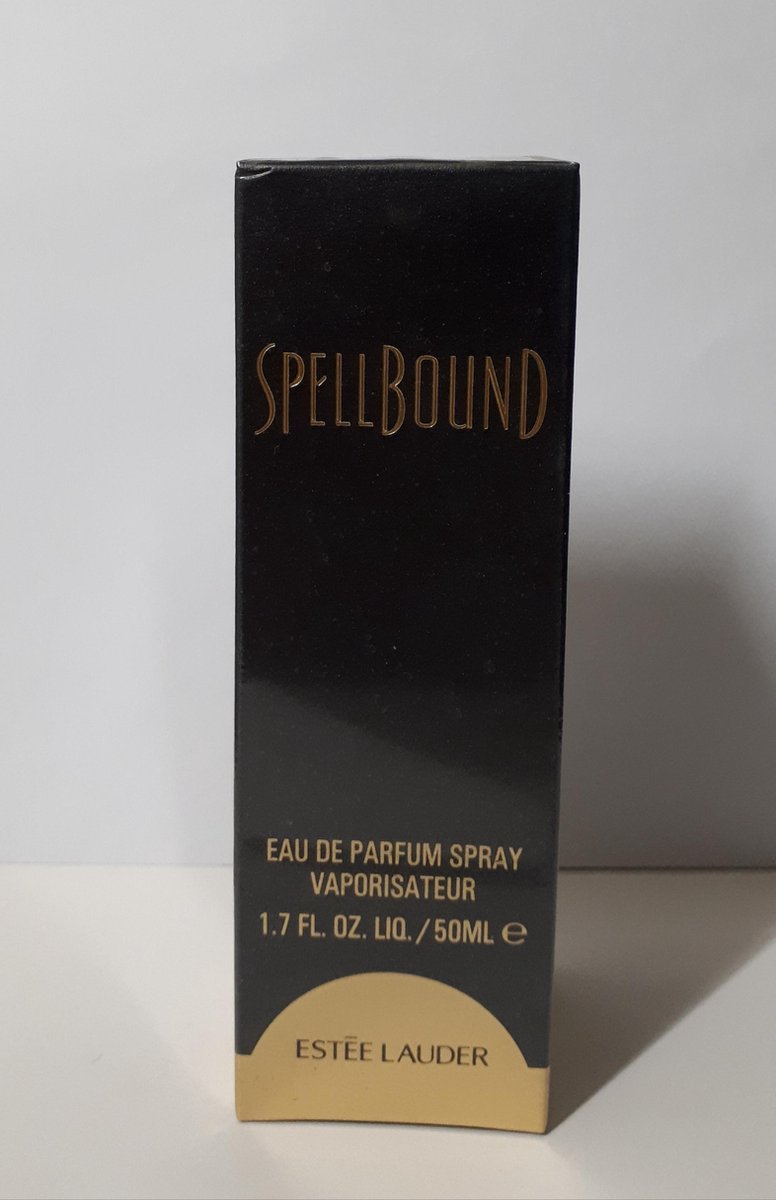 SPELLBOUND
EAU DE PARFUM SPRAY
VAPORISATEUR
1.7 FL. OZ. LIQ. / 50ML ℮
ESTĒE LAUDER